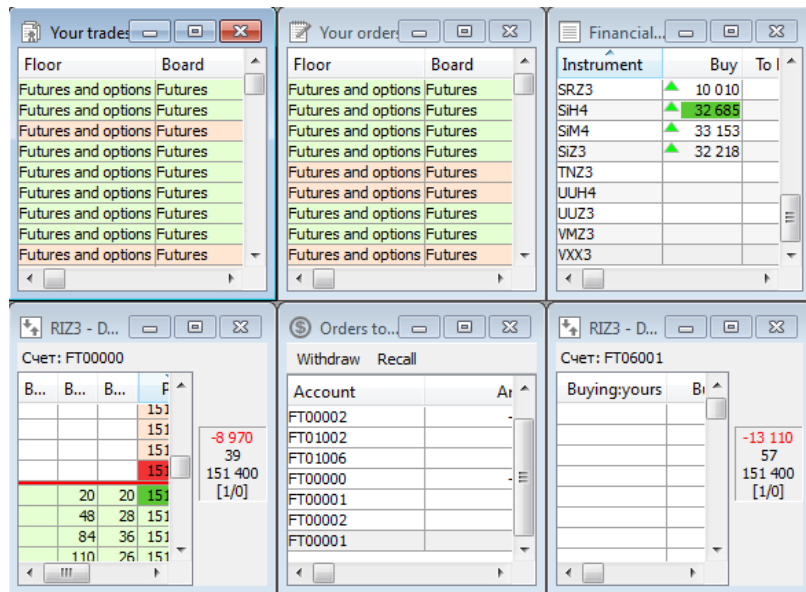 Your trades
Floor Board
Futures and options Futures
Futures and options Futures
Futures and options Futures
Futures and options Futures
Futures and options Futures
Futures and options Futures
Futures and options Futures
Futures and options Futures
Futures and options Futures
Your orders
Floor Board
Futures and options Futures
Futures and options Futures
Futures and options Futures
Futures and options Futures
Futures and options Futures
Futures and options Futures
Futures and options Futures
Futures and options Futures
Futures and options Futures
Financial...
Instrument Buy To
SRZ3 10 010
SiH4 32 685
SiM4 33 153
SiZ3 32 218
TNZ3
UUH4
UUZ3
VMZ3
VXX3
RIZ3 - D...
Счет: FT00000
B... B... B...
151
151
151
151
20 20 151
48 28 151
84 36 151
110 26 151
-8 970
39
151 400
[1/0]
Orders to...
Withdraw Recall
Account
FT00002 -
FT01002
FT01006
FT00000 -
FT00001
FT00002
FT00001
RIZ3 - D...
Счет: FT06001
Buying:yours
-13 110
57
151 400
[1/0]